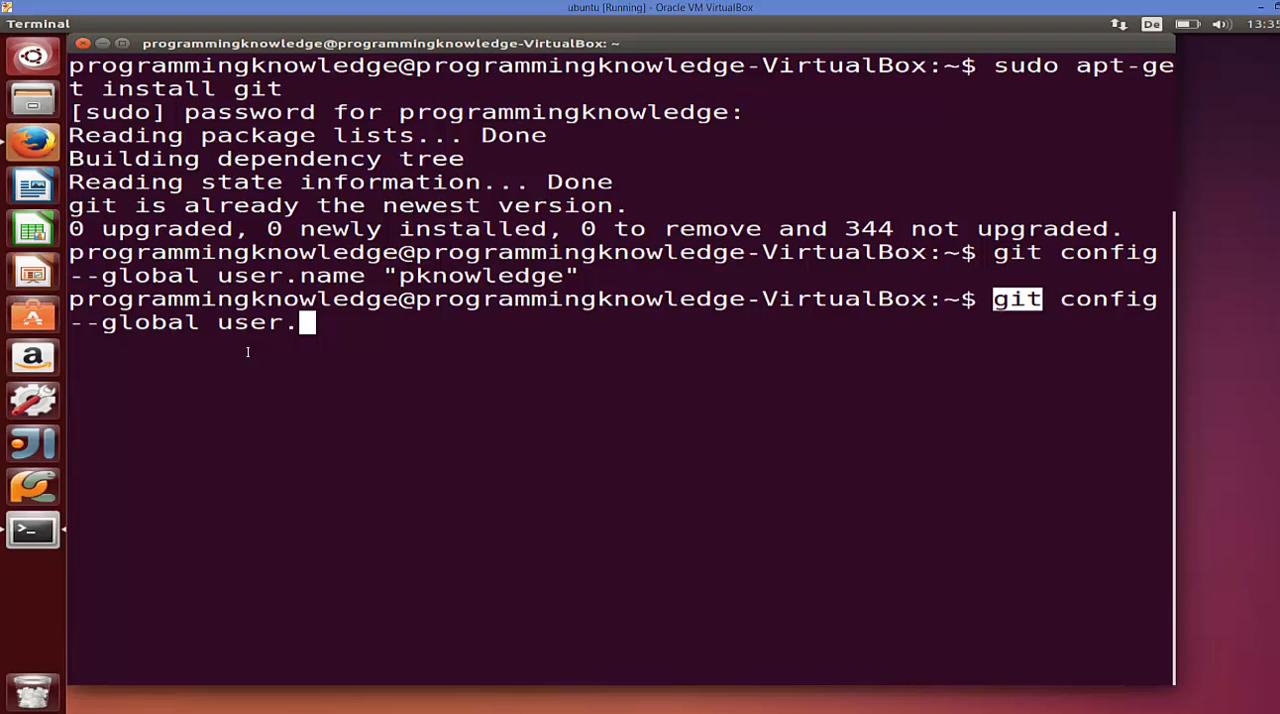 ubuntu [Running] - Oracle VM VirtualBox
Terminal
De
13:35
programmingknowledge@programmingknowledge-VirtualBox: ~
programmingknowledge@programmingknowledge-VirtualBox:~$ sudo apt-ge
t install git
[sudo] password for programmingknowledge:
Reading package lists... Done
Building dependency tree
Reading state information... Done
git is already the newest version.
0 upgraded, 0 newly installed, 0 to remove and 344 not upgraded.
programmingknowledge@programmingknowledge-VirtualBox:~$ git config
--global user.name "pknowledge"
programmingknowledge@programmingknowledge-VirtualBox:~$ git config
--global user.